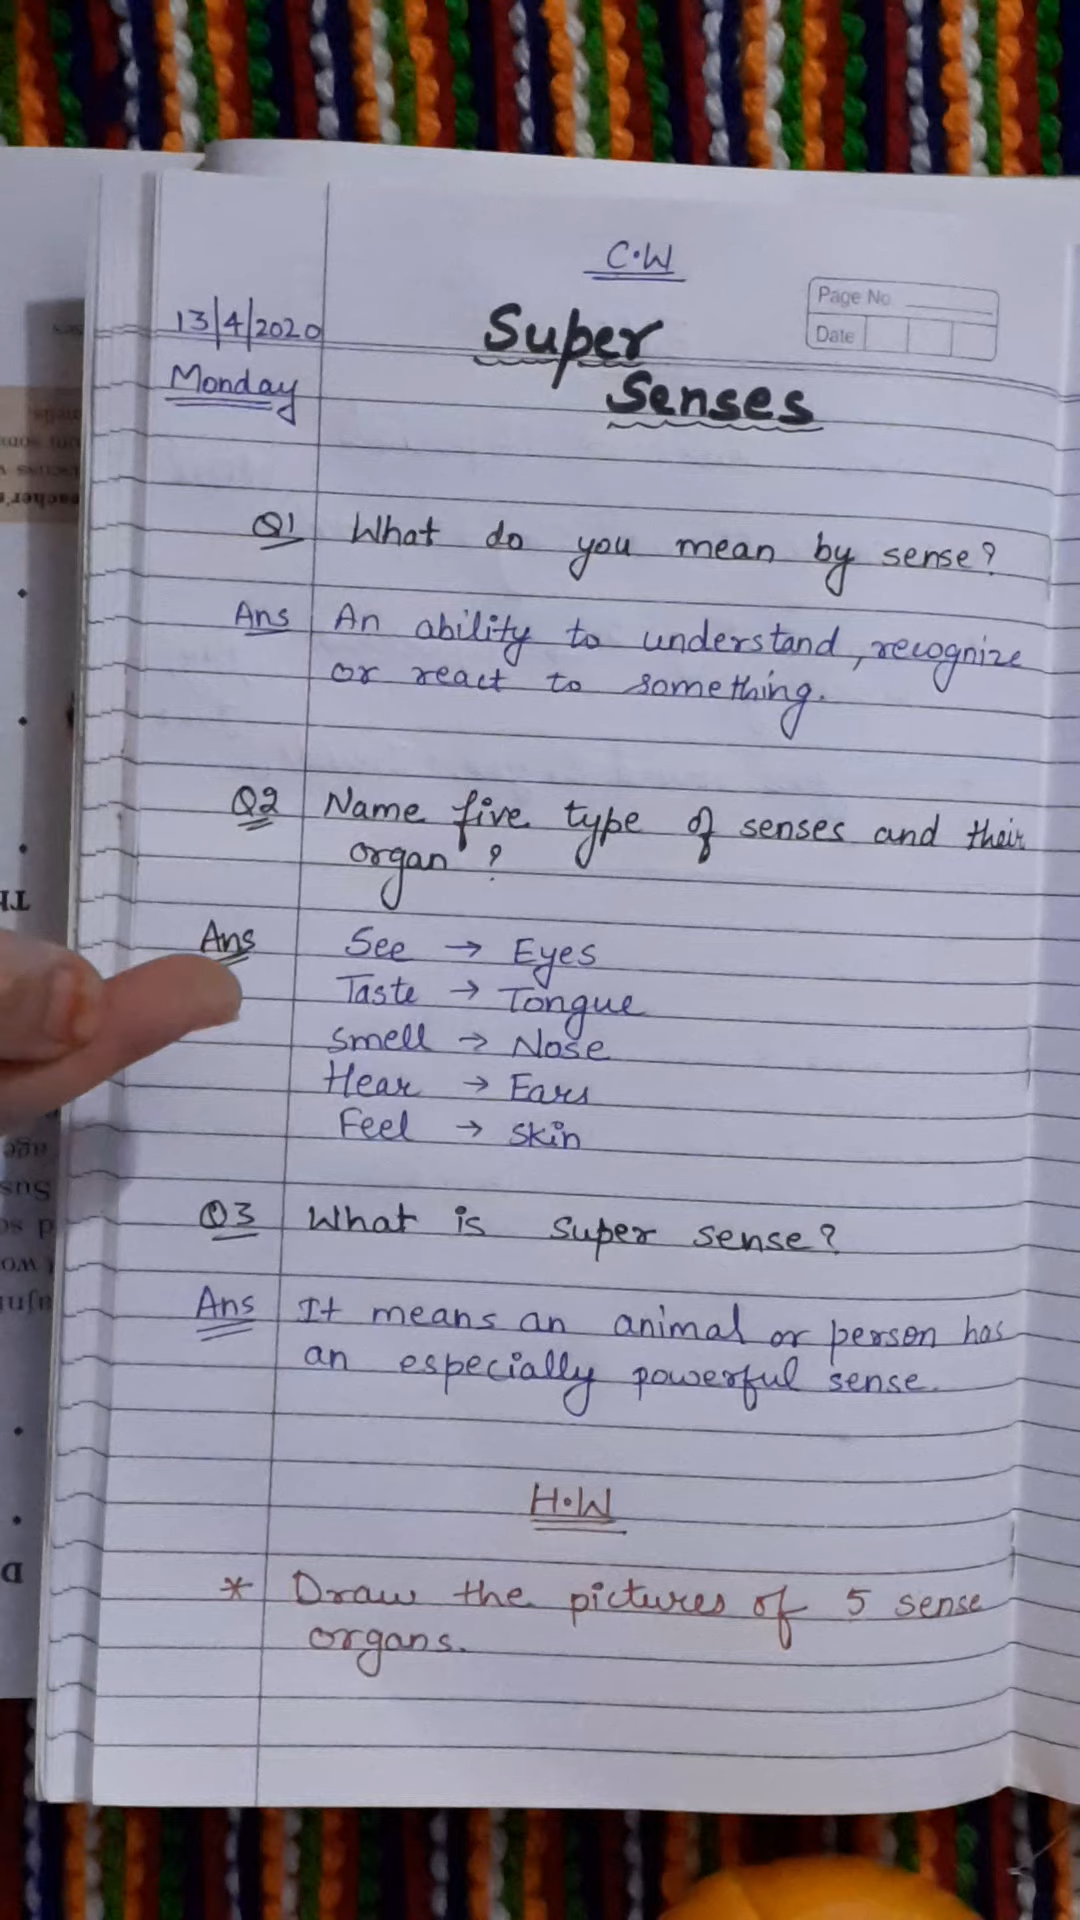 C.W
Page No.
Date
13/4/2020
Monday
Super
Senses
Q1 What do you mean by sense?
Ans An ability to understand, recognize
or react to something.
Q2 Name five type of senses and their
organ?
Ans See → Eyes
Taste → Tongue
Smell → Nose
Hear → Ears
Feel → Skin
Q3 What is super sense?
Ans It means an animal or person has
an especially powerful sense.
H.W
* Draw the pictures of 5 sense
organs.